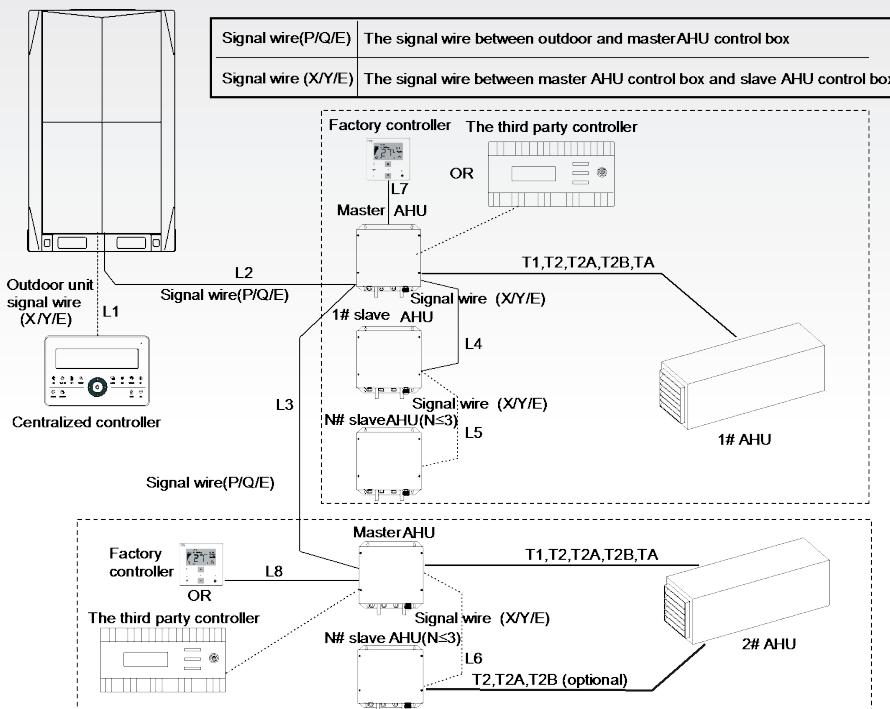 Signal wire(P/Q/E) The signal wire between outdoor and masterAHU control box
Signal wire (X/Y/E) The signal wire between master AHU control box and slave AHU control box
Factory controller
The third party controller
OR
L7
Master AHU
L2
Signal wire(P/Q/E)
T1,T2,T2A,T2B,TA
Outdoor unit
signal wire
(X/Y/E)
L1
Signal wire (X/Y/E)
1# slave AHU
L4
Centralized controller
L3
Signal wire (X/Y/E)
N# slaveAHU(N≤3)
L5
1# AHU
Signal wire(P/Q/E)
MasterAHU
Factory
controller
L8
OR
T1,T2,T2A,T2B,TA
The third party controller
Signal wire (X/Y/E)
N# slave AHU(N≤3)
L6
2# AHU
T2,T2A,T2B (optional)